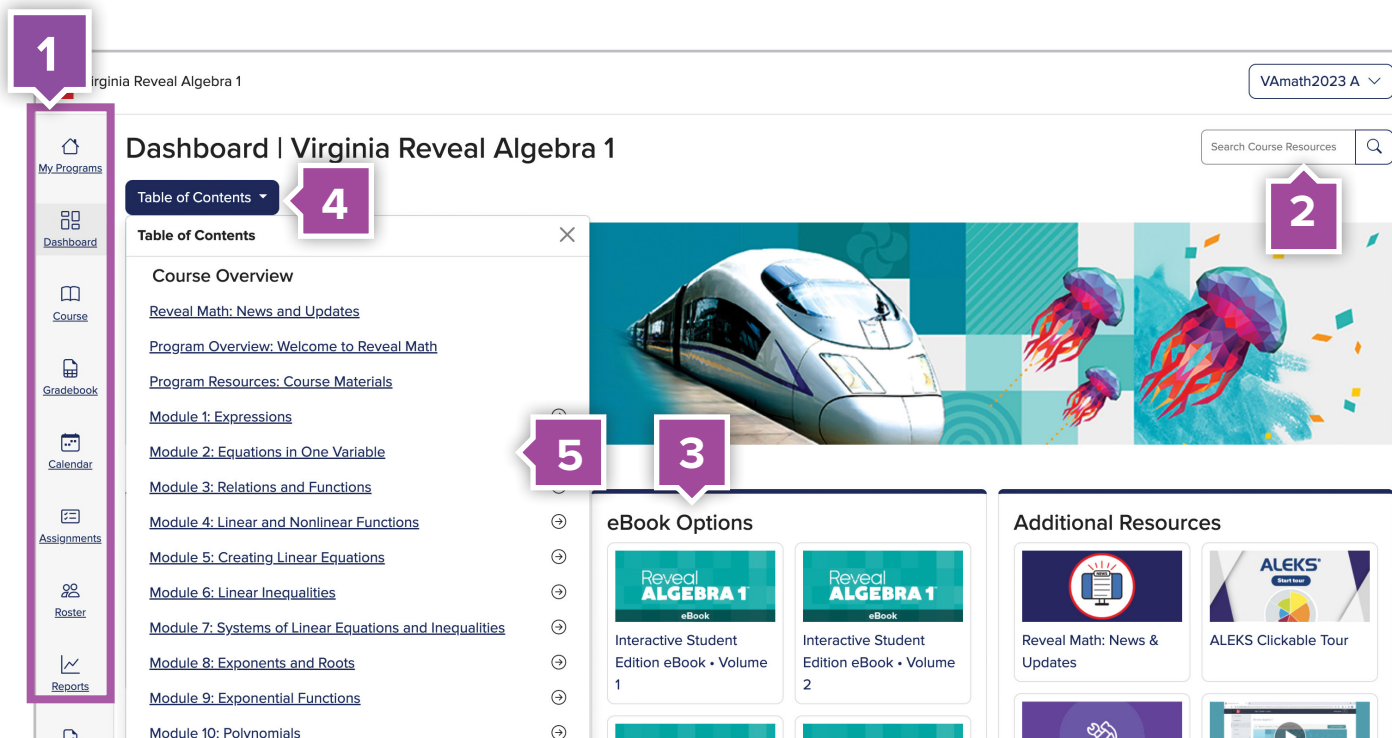 1
irginia Reveal Algebra 1
VAmath2023 A
My Programs
Dashboard
Course
Gradebook
Calendar
Assignments
Roster
Reports
Dashboard | Virginia Reveal Algebra 1
Search Course Resources
2
Table of Contents
4
Table of Contents
Course Overview
Reveal Math: News and Updates
Program Overview: Welcome to Reveal Math
Program Resources: Course Materials
Module 1: Expressions
Module 2: Equations in One Variable
Module 3: Relations and Functions
Module 4: Linear and Nonlinear Functions
Module 5: Creating Linear Equations
Module 6: Linear Inequalities
Module 7: Systems of Linear Equations and Inequalities
Module 8: Exponents and Roots
Module 9: Exponential Functions
Module 10: Polynomials
5
3
eBook Options
Reveal
ALGEBRA 1
eBook
Interactive Student
Edition eBook • Volume
1
Reveal
ALGEBRA 1
eBook
Interactive Student
Edition eBook • Volume
2
Additional Resources
NEWS
Reveal Math: News &
Updates
ALEKS®
Start tour
ALEKS Clickable Tour